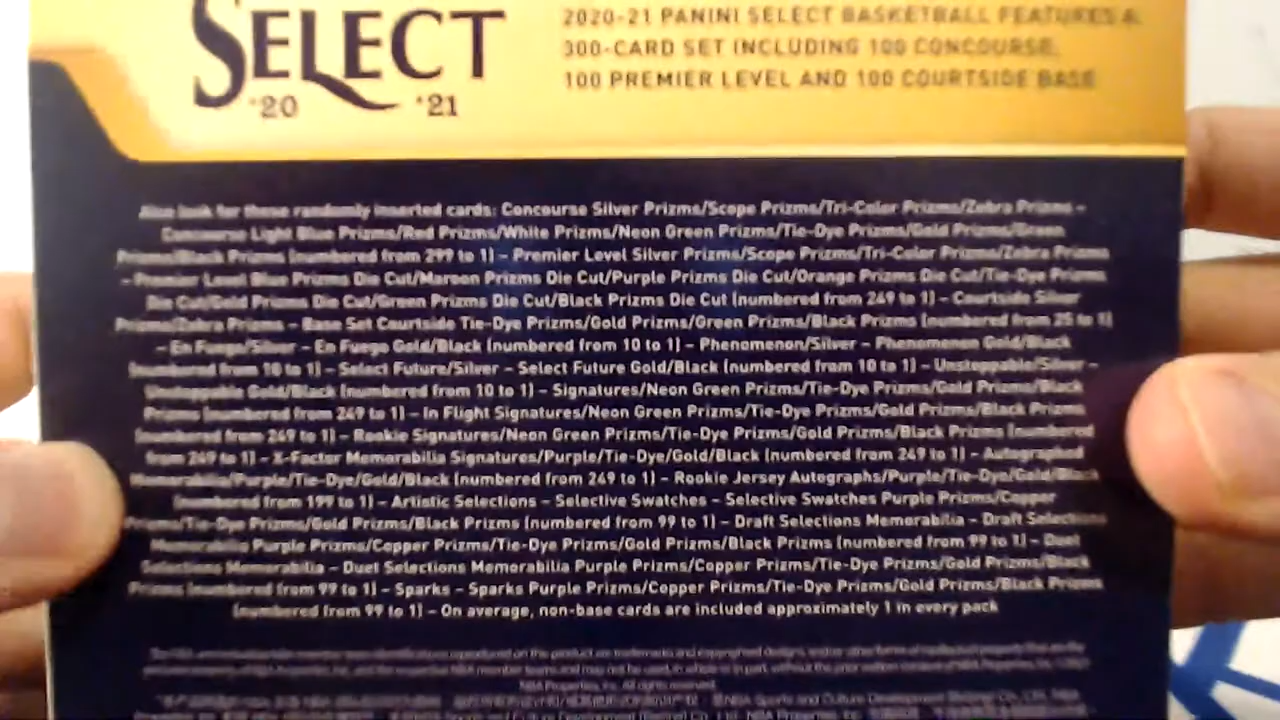 SELECT
'20 '21
2020-21 PANINI SELECT BASKETBALL FEATURES A
300-CARD SET INCLUDING 100 CONCOURSE,
100 PREMIER LEVEL AND 100 COURTSIDE BASE
Also look for these randomly inserted cards: Concourse Silver Prizms/Scope Prizms/Tri-Color Prizms/Zebra Prizms –
Concourse Light Blue Prizms/Red Prizms/White Prizms/Neon Green Prizms/Tie-Dye Prizms/Gold Prizms/Green
Prizms/Black Prizms (numbered from 299 to 1) – Premier Level Silver Prizms/Scope Prizms/Tri-Color Prizms/Zebra Prizms
– Premier Level Blue Prizms Die Cut/Maroon Prizms Die Cut/Purple Prizms Die Cut/Orange Prizms Die Cut/Tie-Dye Prizms
Die Cut/Gold Prizms Die Cut/Green Prizms Die Cut/Black Prizms Die Cut (numbered from 249 to 1) – Courtside Silver
Prizms/Zebra Prizms – Base Set Courtside Tie-Dye Prizms/Gold Prizms/Green Prizms/Black Prizms (numbered from 25 to 1)
– En Fuego/Silver – En Fuego Gold/Black (numbered from 10 to 1) – Phenomenon/Silver – Phenomenon Gold/Black
(numbered from 10 to 1) – Select Future/Silver – Select Future Gold/Black (numbered from 10 to 1) – Unstoppable/Silver –
Unstoppable Gold/Black (numbered from 10 to 1) – Signatures/Neon Green Prizms/Tie-Dye Prizms/Gold Prizms/Black
Prizms (numbered from 249 to 1) – In Flight Signatures/Neon Green Prizms/Tie-Dye Prizms/Gold Prizms/Black Prizms
(numbered from 249 to 1) – Rookie Signatures/Neon Green Prizms/Tie-Dye Prizms/Gold Prizms/Black Prizms (numbered
from 249 to 1) – X-Factor Memorabilia Signatures/Purple/Tie-Dye/Gold/Black (numbered from 249 to 1) – Autographed
Memorabilia/Purple/Tie-Dye/Gold/Black (numbered from 249 to 1) – Rookie Jersey Autographs/Purple/Tie-Dye/Gold/Black
(numbered from 199 to 1) – Artistic Selections – Selective Swatches – Selective Swatches Purple Prizms/Copper
Prizms/Tie-Dye Prizms/Gold Prizms/Black Prizms (numbered from 99 to 1) – Draft Selections Memorabilia – Draft Selections
Memorabilia Purple Prizms/Copper Prizms/Tie-Dye Prizms/Gold Prizms/Black Prizms (numbered from 99 to 1) – Duet
Selections Memorabilia – Duet Selections Memorabilia Purple Prizms/Copper Prizms/Tie-Dye Prizms/Gold Prizms/Black
Prizms (numbered from 99 to 1) – Sparks – Sparks Purple Prizms/Copper Prizms/Tie-Dye Prizms/Gold Prizms/Black Prizms
(numbered from 99 to 1) – On average, non-base cards are included approximately 1 in every pack
NBA Properties, Inc. All rights reserved.